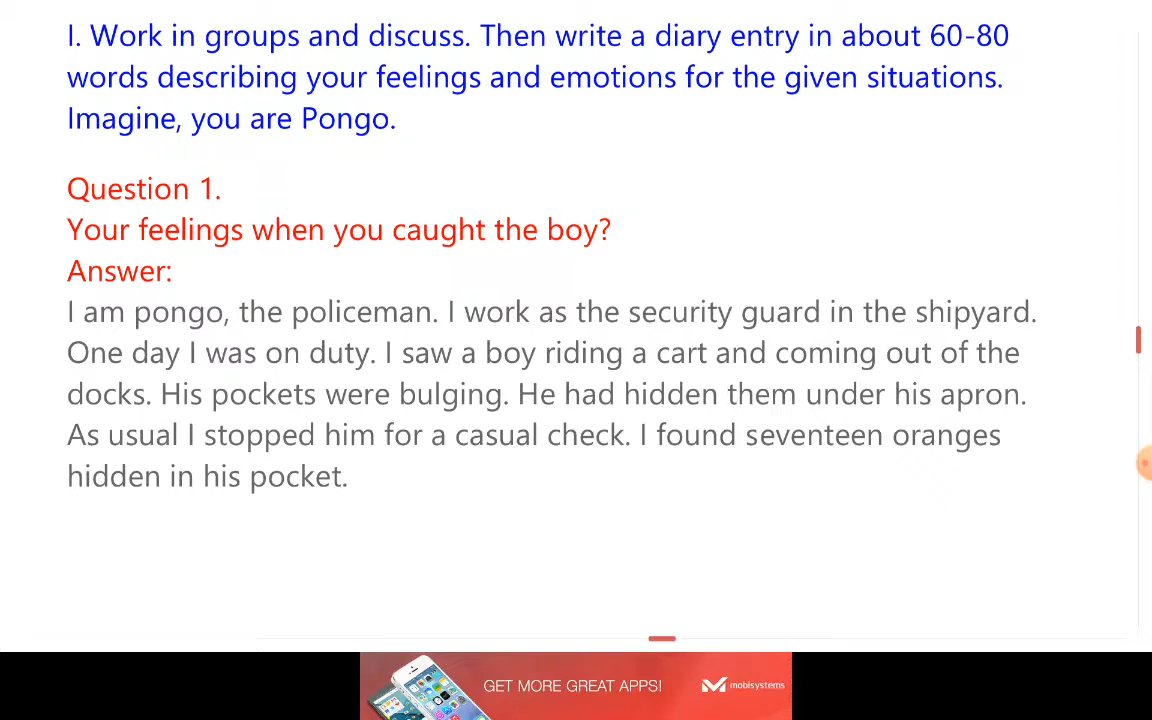 I. Work in groups and discuss. Then write a diary entry in about 60-80
words describing your feelings and emotions for the given situations.
Imagine, you are Pongo.
Question 1.
Your feelings when you caught the boy?
Answer:
I am pongo, the policeman. I work as the security guard in the shipyard.
One day I was on duty. I saw a boy riding a cart and coming out of the
docks. His pockets were bulging. He had hidden them under his apron.
As usual I stopped him for a casual check. I found seventeen oranges
hidden in his pocket.
GET MORE GREAT APPS!
mobisystems